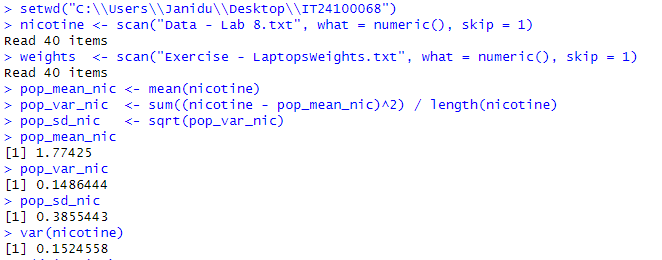 > setwd("C:\\Users\\Janidu\\Desktop\\IT24100068")
> nicotine <- scan("Data - Lab 8.txt", what = numeric(), skip = 1)
Read 40 items
> weights  <- scan("Exercise - LaptopsWeights.txt", what = numeric(), skip = 1)
Read 40 items
> pop_mean_nic <- mean(nicotine)
> pop_var_nic  <- sum((nicotine - pop_mean_nic)^2) / length(nicotine)
> pop_sd_nic   <- sqrt(pop_var_nic)
> pop_mean_nic
[1] 1.77425
> pop_var_nic
[1] 0.1486444
> pop_sd_nic
[1] 0.3855443
> var(nicotine)
[1] 0.1524558